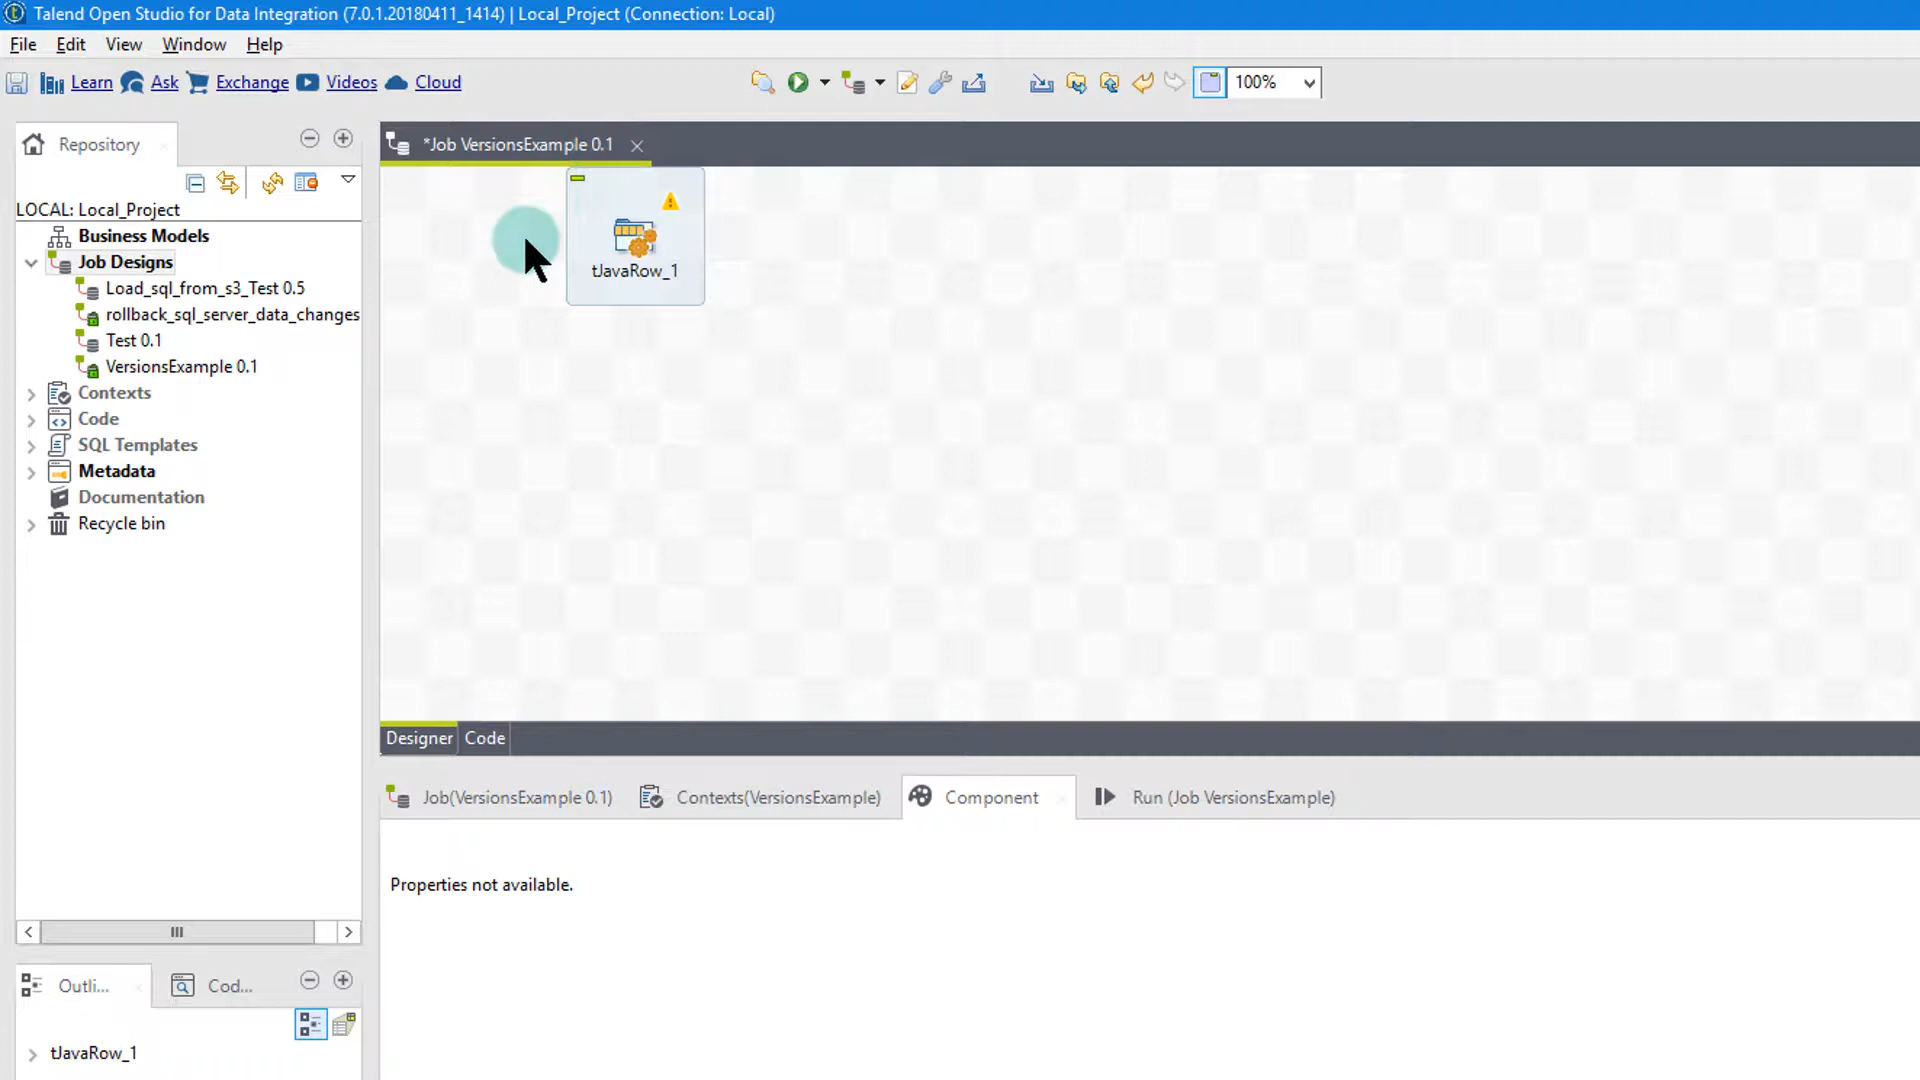 Talend Open Studio for Data Integration (7.0.1.20180411_1414) | Local_Project (Connection: Local)
File Edit View Window Help
Learn Ask Exchange Videos Cloud 100%
Repository
*Job VersionsExample 0.1
LOCAL: Local_Project
Business Models
Job Designs
Load_sql_from_s3_Test 0.5
rollback_sql_server_data_changes
Test 0.1
VersionsExample 0.1
Contexts
Code
SQL Templates
Metadata
Documentation
Recycle bin
tJavaRow_1
Designer Code
Job(VersionsExample 0.1) Contexts(VersionsExample) Component Run (Job VersionsExample)
Properties not available.
Outli... Cod...
tJavaRow_1